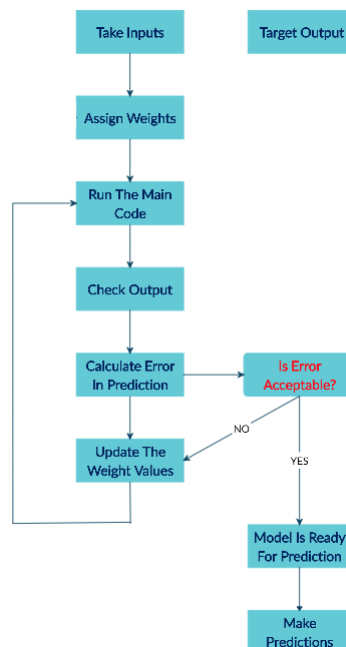 Take Inputs
Target Output
Assign Weights
Run The Main
Code
Check Output
Calculate Error
In Prediction
Is Error
Acceptable?
NO
Update The
Weight Values
YES
Model Is Ready
For Prediction
Make
Predictions